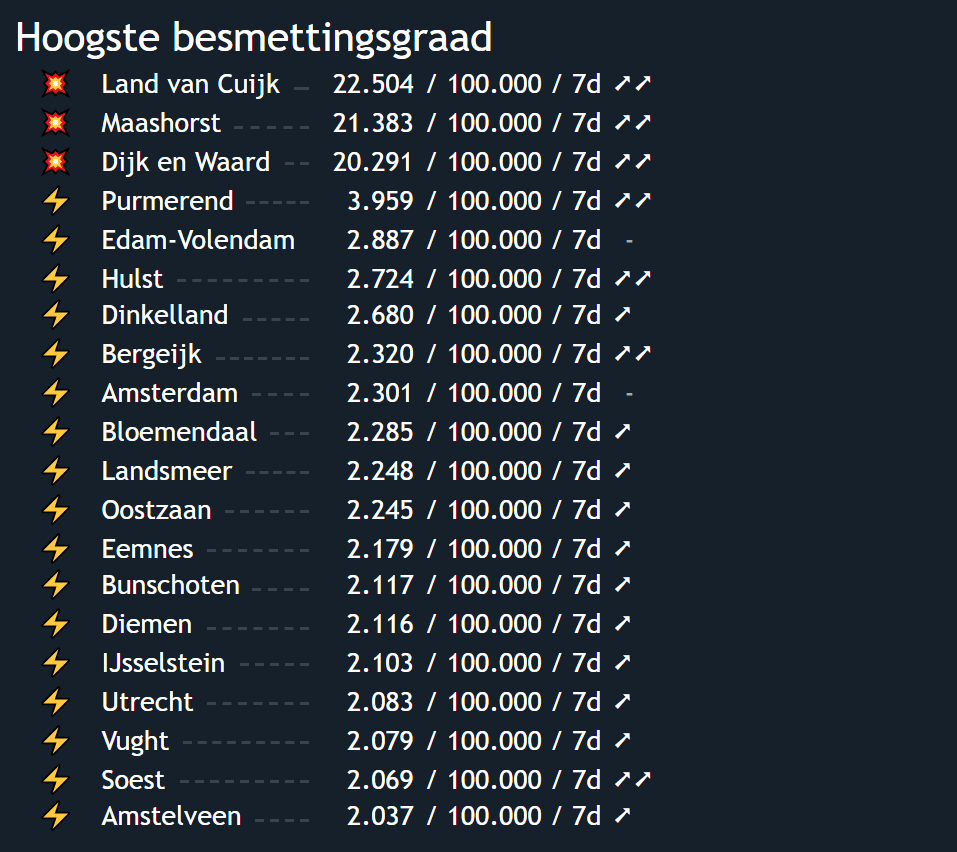 Hoogste besmettingsgraad
💥 Land van Cuijk – 22.504 / 100.000 / 7d ➚➚
💥 Maashorst ----- 21.383 / 100.000 / 7d ➚➚
💥 Dijk en Waard -- 20.291 / 100.000 / 7d ➚➚
⚡ Purmerend ----- 3.959 / 100.000 / 7d ➚➚
⚡ Edam-Volendam 2.887 / 100.000 / 7d -
⚡ Hulst ---------- 2.724 / 100.000 / 7d ➚➚
⚡ Dinkelland ----- 2.680 / 100.000 / 7d ➚
⚡ Bergeijk ------- 2.320 / 100.000 / 7d ➚➚
⚡ Amsterdam ---- 2.301 / 100.000 / 7d -
⚡ Bloemendaal --- 2.285 / 100.000 / 7d ➚
⚡ Landsmeer ----- 2.248 / 100.000 / 7d ➚
⚡ Oostzaan ------ 2.245 / 100.000 / 7d ➚
⚡ Eemnes -------- 2.179 / 100.000 / 7d ➚
⚡ Bunschoten ---- 2.117 / 100.000 / 7d ➚
⚡ Diemen -------- 2.116 / 100.000 / 7d ➚
⚡ IJsselstein ----- 2.103 / 100.000 / 7d ➚
⚡ Utrecht -------- 2.083 / 100.000 / 7d ➚
⚡ Vught --------- 2.079 / 100.000 / 7d ➚
⚡ Soest --------- 2.069 / 100.000 / 7d ➚➚
⚡ Amstelveen ---- 2.037 / 100.000 / 7d ➚